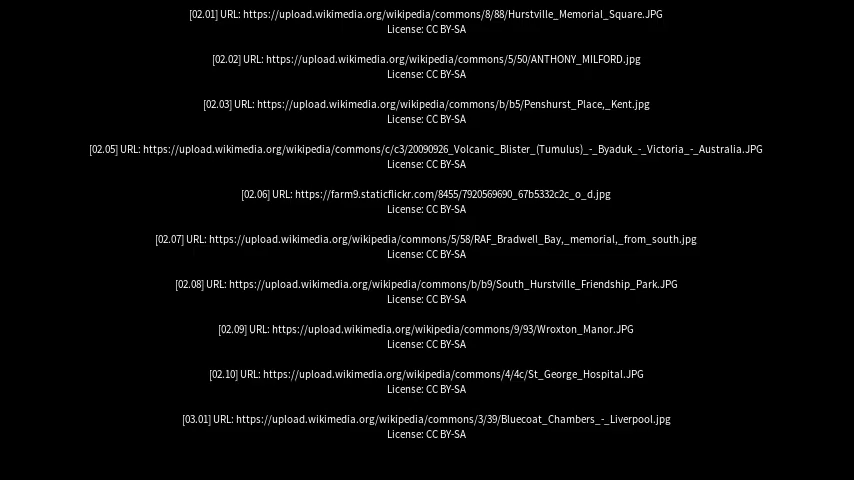 [02.01] URL: https://upload.wikimedia.org/wikipedia/commons/8/88/Hurstville_Memorial_Square.JPG
License: CC BY-SA
[02.02] URL: https://upload.wikimedia.org/wikipedia/commons/5/50/ANTHONY_MILFORD.jpg
License: CC BY-SA
[02.03] URL: https://upload.wikimedia.org/wikipedia/commons/b/b5/Penshurst_Place,_Kent.jpg
License: CC BY-SA
[02.05] URL: https://upload.wikimedia.org/wikipedia/commons/c/c3/20090926_Volcanic_Blister_(Tumulus)_-_Byaduk_-_Victoria_-_Australia.JPG
License: CC BY-SA
[02.06] URL: https://farm9.staticflickr.com/8455/7920569690_67b5332c2c_o_d.jpg
License: CC BY-SA
[02.07] URL: https://upload.wikimedia.org/wikipedia/commons/5/58/RAF_Bradwell_Bay,_memorial,_from_south.jpg
License: CC BY-SA
[02.08] URL: https://upload.wikimedia.org/wikipedia/commons/b/b9/South_Hurstville_Friendship_Park.JPG
License: CC BY-SA
[02.09] URL: https://upload.wikimedia.org/wikipedia/commons/9/93/Wroxton_Manor.JPG
License: CC BY-SA
[02.10] URL: https://upload.wikimedia.org/wikipedia/commons/4/4c/St_George_Hospital.JPG
License: CC BY-SA
[03.01] URL: https://upload.wikimedia.org/wikipedia/commons/3/39/Bluecoat_Chambers_-_Liverpool.jpg
License: CC BY-SA